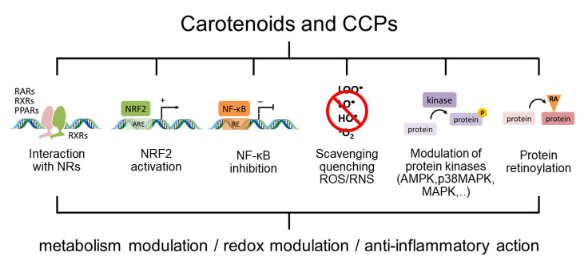 Carotenoids and CCPs
RARs
RXRs
PPARs
RXRs
Interaction
with NRs
NRF2
+
ARE
NRF2
activation
NF-κB
–
RE
NF-κB
inhibition
LOO•
LO•
HO•
¹O₂
Scavenging
quenching
ROS/RNS
kinase
P
protein
protein
Modulation of
protein kinases
(AMPK,p38MAPK,
MAPK,..)
RA
protein
protein
Protein
retinoylation
metabolism modulation / redox modulation / anti-inflammatory action